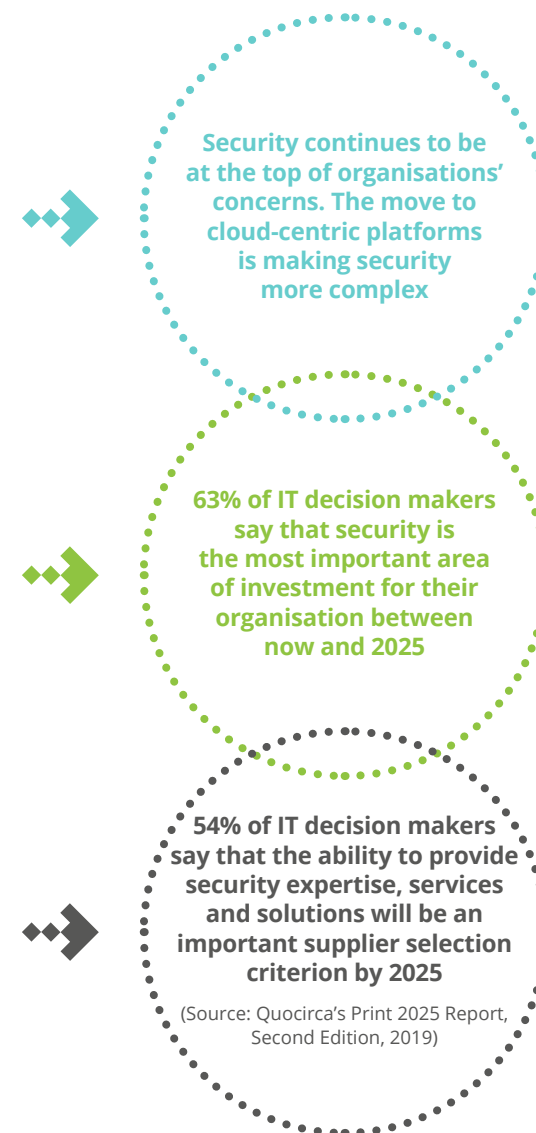 Security continues to be
at the top of organisations’
concerns. The move to
cloud-centric platforms
is making security
more complex
63% of IT decision makers
say that security is
the most important area
of investment for their
organisation between
now and 2025
54% of IT decision makers
say that the ability to provide
security expertise, services
and solutions will be an
important supplier selection
criterion by 2025
(Source: Quocirca’s Print 2025 Report,
Second Edition, 2019)